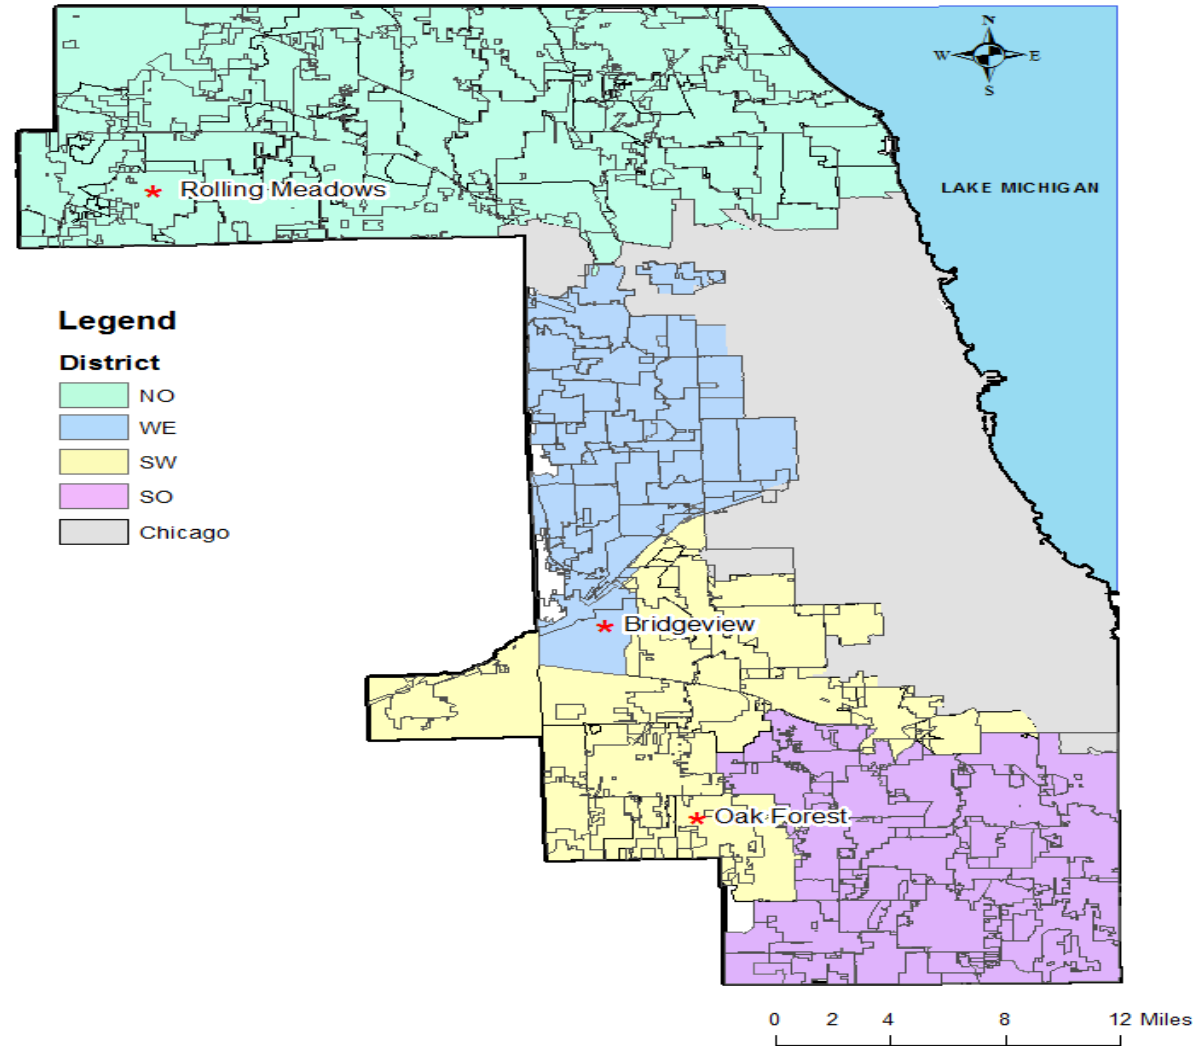 N
W E
S
LAKE MICHIGAN
Rolling Meadows
Legend
District
NO
WE
SW
SO
Chicago
Bridgeview
Oak Forest
0 2 4 8 12 Miles